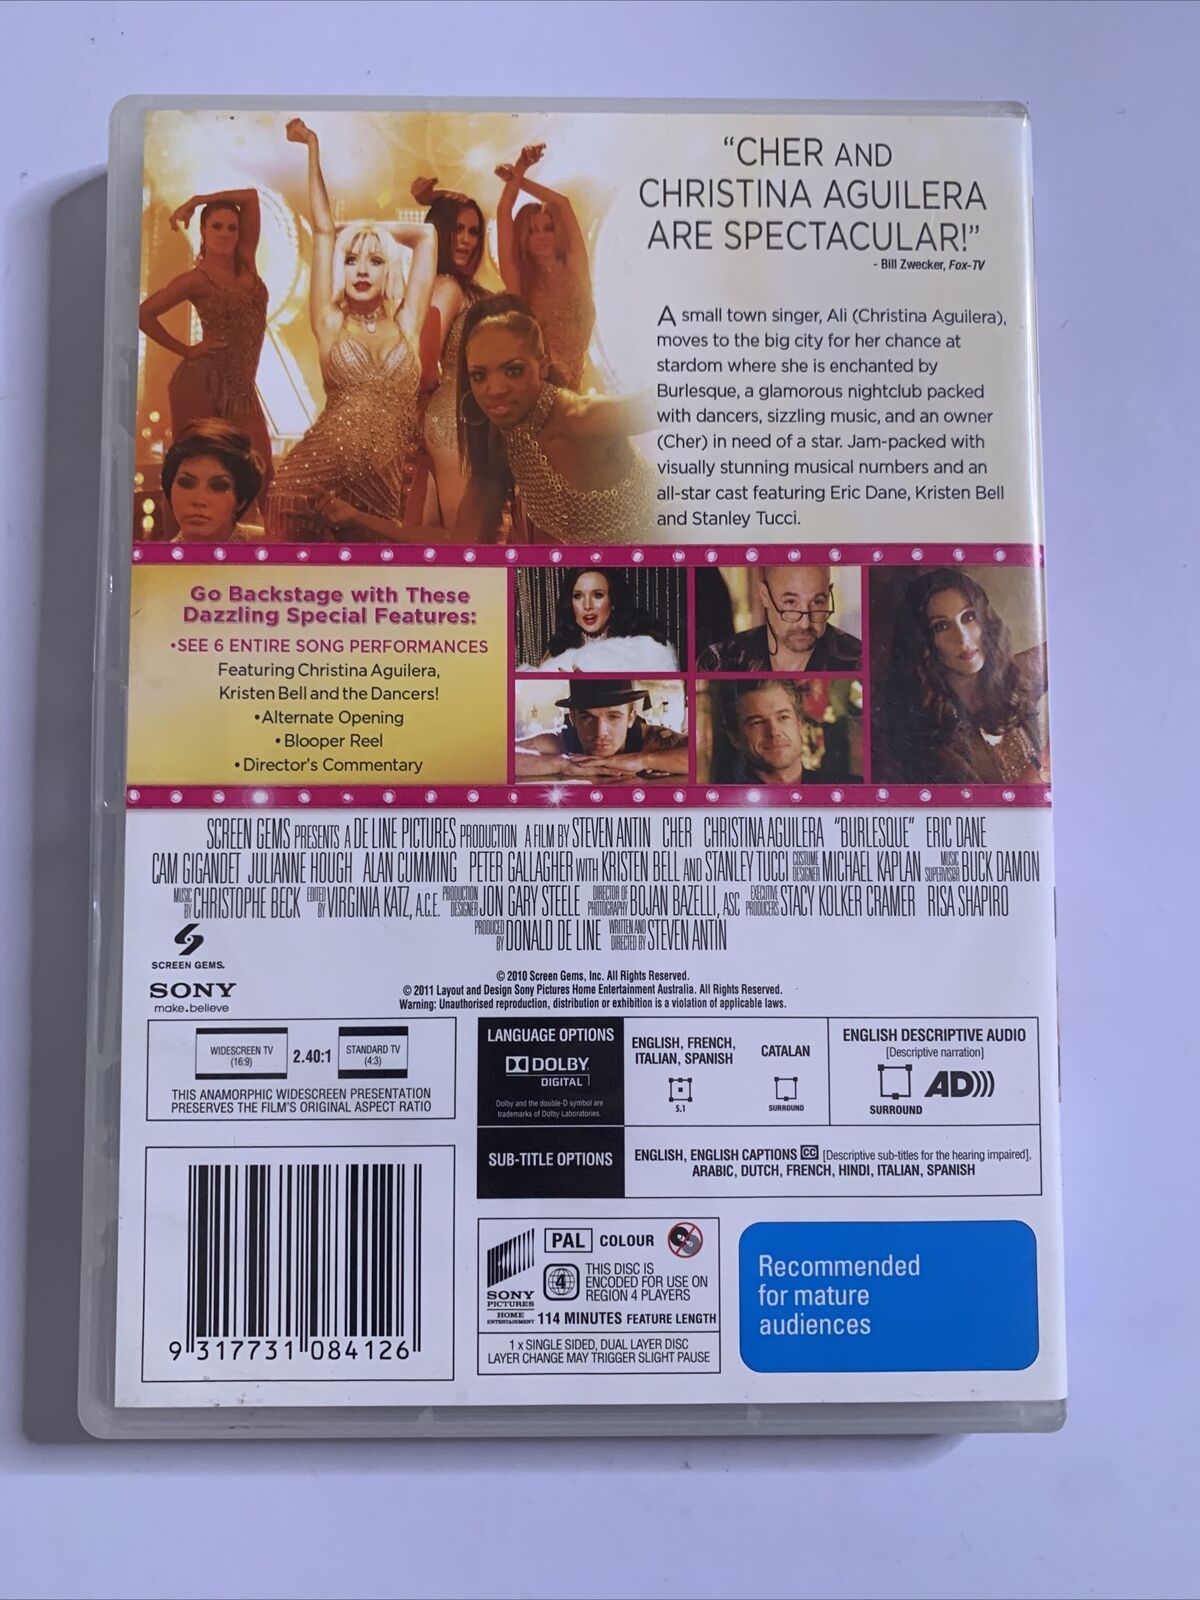 “CHER AND
CHRISTINA AGUILERA
ARE SPECTACULAR!”
- Bill Zwecker, Fox-TV
A small town singer, Ali (Christina Aguilera),
moves to the big city for her chance at
stardom where she is enchanted by
Burlesque, a glamorous nightclub packed
with dancers, sizzling music, and an owner
(Cher) in need of a star. Jam-packed with
visually stunning musical numbers and an
all-star cast featuring Eric Dane, Kristen Bell
and Stanley Tucci.
Go Backstage with These
Dazzling Special Features:
•SEE 6 ENTIRE SONG PERFORMANCES
Featuring Christina Aguilera,
Kristen Bell and the Dancers!
•Alternate Opening
•Blooper Reel
•Director's Commentary
SCREEN GEMS PRESENTS A DE LINE PICTURES PRODUCTION A FILM BY STEVEN ANTIN CHER CHRISTINA AGUILERA “BURLESQUE” ERIC DANE
CAM GIGANDET JULIANNE HOUGH ALAN CUMMING PETER GALLAGHER WITH KRISTEN BELL AND STANLEY TUCCI COSTUME DESIGNER MICHAEL KAPLAN MUSIC SUPERVISOR BUCK DAMON
MUSIC BY CHRISTOPHE BECK EDITED BY VIRGINIA KATZ, A.C.E. PRODUCTION DESIGNER JON GARY STEELE DIRECTOR OF PHOTOGRAPHY BOJAN BAZELLI, ASC EXECUTIVE PRODUCERS STACY KOLKER CRAMER RISA SHAPIRO
PRODUCED BY DONALD DE LINE WRITTEN AND DIRECTED BY STEVEN ANTIN
SCREEN GEMS.
SONY
make.believe
© 2010 Screen Gems, Inc. All Rights Reserved.
© 2011 Layout and Design Sony Pictures Home Entertainment Australia. All Rights Reserved.
Warning: Unauthorised reproduction, distribution or exhibition is a violation of applicable laws.
WIDESCREEN TV
(16:9)
2.40:1
STANDARD TV
(4:3)
THIS ANAMORPHIC WIDESCREEN PRESENTATION
PRESERVES THE FILM'S ORIGINAL ASPECT RATIO
LANGUAGE OPTIONS
DOLBY
DIGITAL
Dolby and the double-D symbol are
trademarks of Dolby Laboratories.
ENGLISH, FRENCH,
ITALIAN, SPANISH
5.1
CATALAN
SURROUND
ENGLISH DESCRIPTIVE AUDIO
[Descriptive narration]
SURROUND
AD)))
SUB-TITLE OPTIONS
ENGLISH, ENGLISH CAPTIONS CC [Descriptive sub-titles for the hearing impaired],
ARABIC, DUTCH, FRENCH, HINDI, ITALIAN, SPANISH
9 317731 084126
SONY
PICTURES
HOME
ENTERTAINMENT
PAL COLOUR
4
THIS DISC IS
ENCODED FOR USE ON
REGION 4 PLAYERS
114 MINUTES FEATURE LENGTH
1 x SINGLE SIDED, DUAL LAYER DISC
LAYER CHANGE MAY TRIGGER SLIGHT PAUSE
Recommended
for mature
audiences